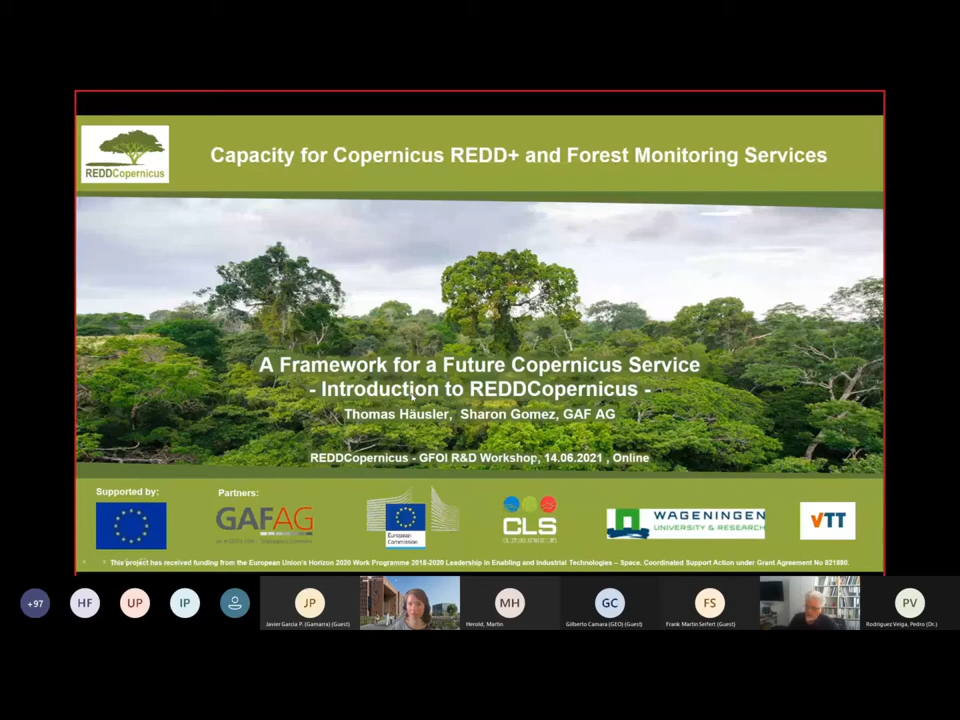 REDDCopernicus
Capacity for Copernicus REDD+ and Forest Monitoring Services
A Framework for a Future Copernicus Service
- Introduction to REDDCopernicus -
Thomas Häusler, Sharon Gomez, GAF AG
REDDCopernicus - GFOI R&D Workshop, 14.06.2021 , Online
Supported by:
Partners:
GAFAG
European
Commission
CLS
WAGENINGEN
UNIVERSITY & RESEARCH
VTT
This project has received funding from the European Union's Horizon 2020 Work Programme 2018-2020 Leadership in Enabling and Industrial Technologies – Space, Coordinated Support Action under Grant Agreement No 821880.
+97
HF
UP
IP
JP
MH
GC
FS
PV
Javier Garcia P. (Gamarra) (Guest)
Herold, Martin
Gilberto Camara (GEO) (Guest)
Frank Martin Seifert (Guest)
Rodriguez Veiga, Pedro (Dr.)